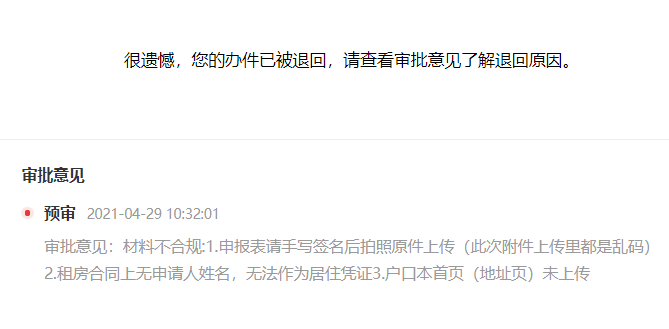 很遗憾，您的办件已被退回，请查看审批意见了解退回原因。
审批意见
预审 2021-04-29 10:32:01
审批意见：材料不合规:1.申报表请手写签名后拍照原件上传（此次附件上传里都是乱码）
2.租房合同上无申请人姓名，无法作为居住凭证3.户口本首页（地址页）未上传